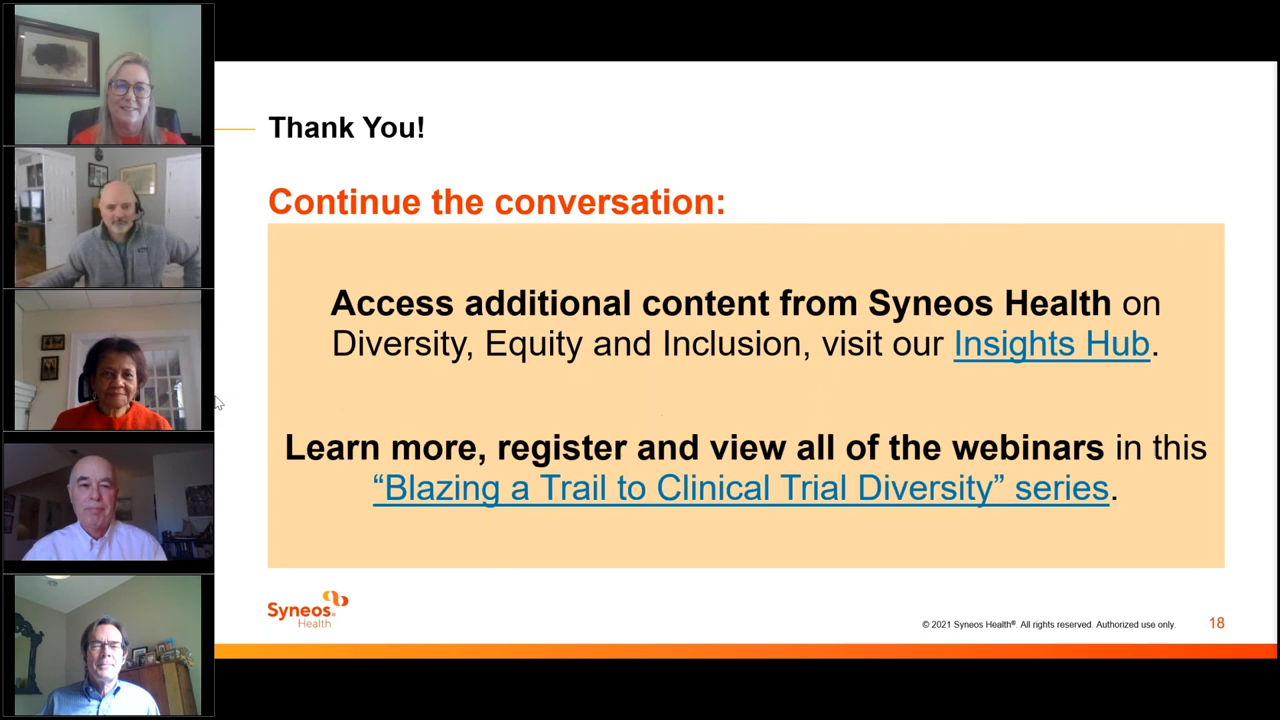 Thank You!
Continue the conversation:
Access additional content from Syneos Health on
Diversity, Equity and Inclusion, visit our Insights Hub.
Learn more, register and view all of the webinars in this
“Blazing a Trail to Clinical Trial Diversity” series.
Syneos®
Health
© 2021 Syneos Health®. All rights reserved. Authorized use only.
18